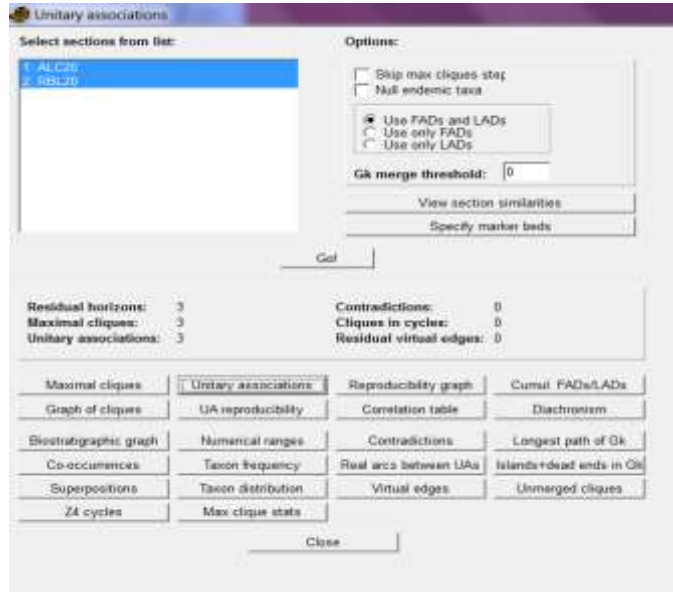 Unitary associations
Select sections from list:
1: ALC20
2: RBL20
Options:
Skip max cliques step
Null endemic taxa
Use FADs and LADs
Use only FADs
Use only LADs
Gk merge threshold: 0
View section similarities
Specify marker beds
Go!
Residual horizons: 3
Maximal cliques: 3
Unitary associations: 3
Contradictions: 0
Cliques in cycles: 0
Residual virtual edges: 0
Maximal cliques Unitary associations Reproducibility graph Cumul. FADs/LADs
Graph of cliques UA reproducibility Correlation table Diachronism
Biostratigraphic graph Numerical ranges Contradictions Longest path of Gk
Co-occurrences Taxon frequency Real arcs between UAs Islands+dead ends in Gk
Superpositions Taxon distribution Virtual edges Unmerged cliques
Z4 cycles Max clique stats
Close